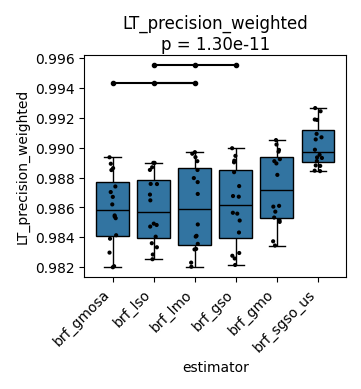 LT_precision_weighted
p = 1.30e-11
LT_precision_weighted
0.996
0.994
0.992
0.990
0.988
0.986
0.984
0.982
brf_gmosa
brf_lso
brf_lmo
brf_gso
brf_gmo
brf_sgso_us
estimator